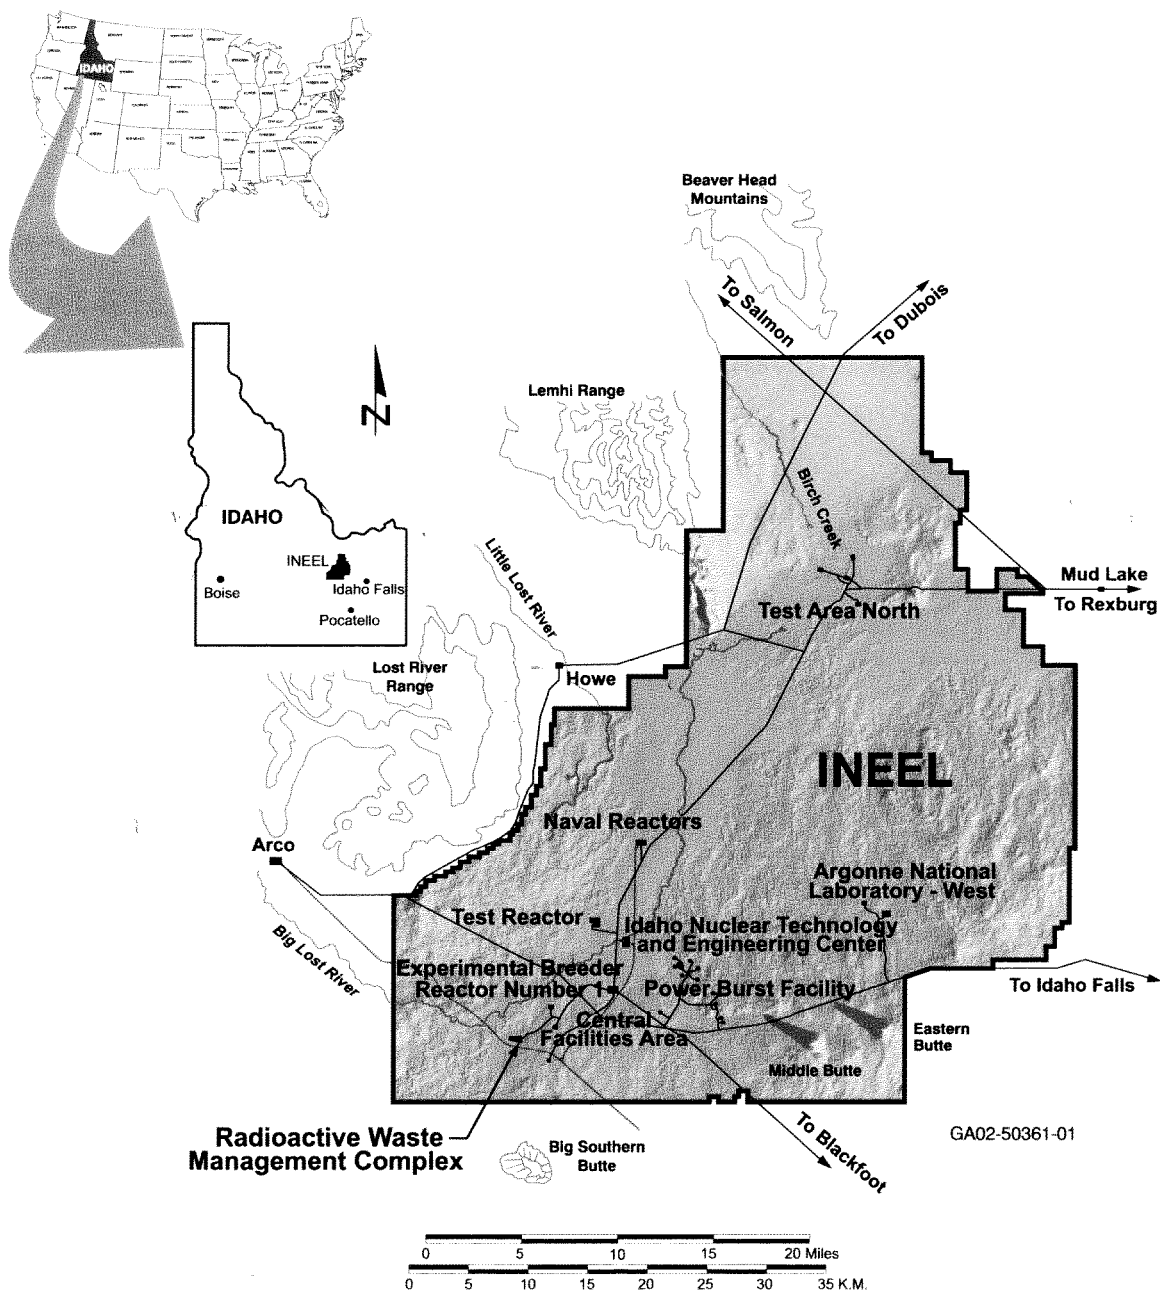 IDAHO
Beaver Head
Mountains
To Salmon
To Dubois
Lemhi Range
N
Birch Creek
IDAHO
INEEL
Boise
Idaho Falls
Pocatello
Little Lost River
Mud Lake
To Rexburg
Test Area North
Lost River
Range
Howe
INEEL
Naval Reactors
Arco
Argonne National
Laboratory - West
Test Reactor
Idaho Nuclear Technology
and Engineering Center
Big Lost River
Experimental Breeder
Reactor Number 1
Power Burst Facility
To Idaho Falls
Central
Facilities Area
Eastern
Butte
Middle Butte
Radioactive Waste
Management Complex
Big Southern
Butte
To Blackfoot
GA02-50361-01
0 5 10 15 20 Miles
0 5 10 15 20 25 30 35 K.M.